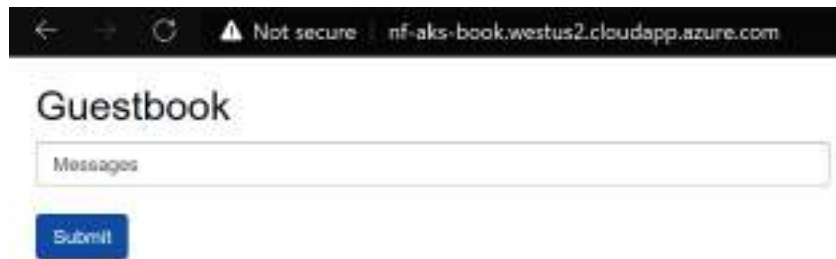 Not secure nf-aks-book.westus2.cloudapp.azure.com
Guestbook
Messages
Submit